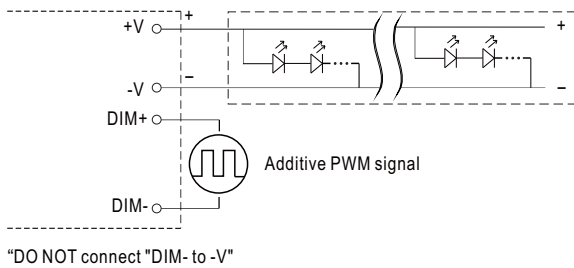 +V
+
+
-V
–
–
DIM+
Additive PWM signal
DIM-
“DO NOT connect "DIM- to -V"